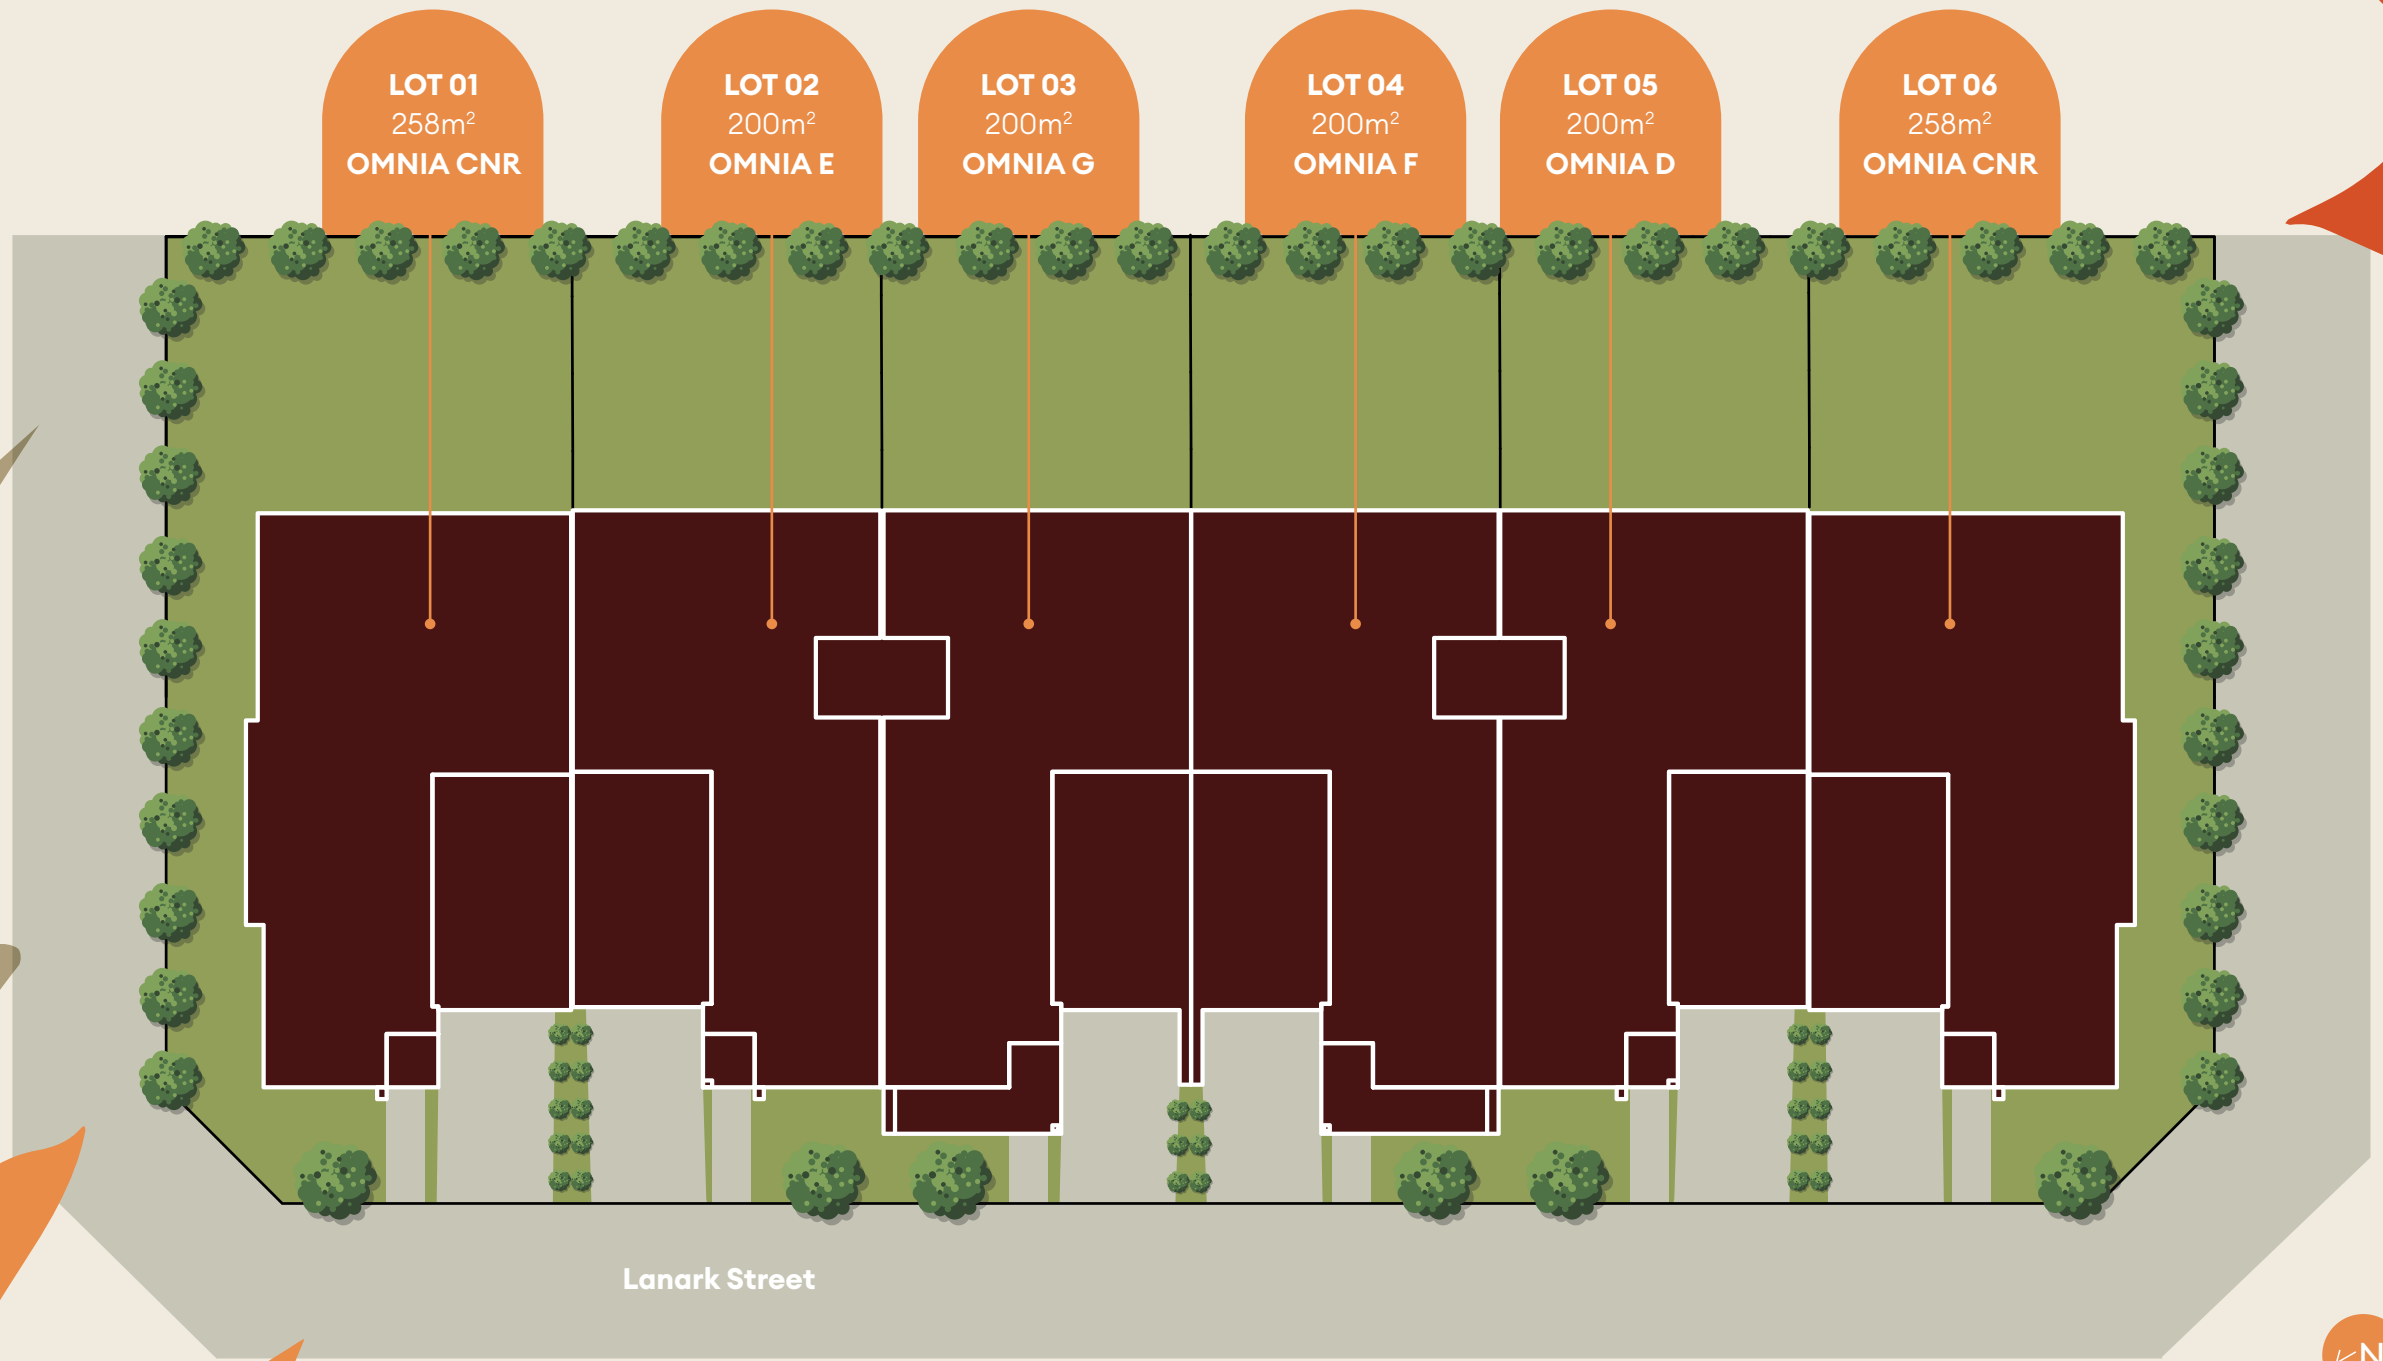 LOT 01
258m²
OMNIA CNR
LOT 02
200m²
OMNIA E
LOT 03
200m²
OMNIA G
LOT 04
200m²
OMNIA F
LOT 05
200m²
OMNIA D
LOT 06
258m²
OMNIA CNR
Lanark Street
N